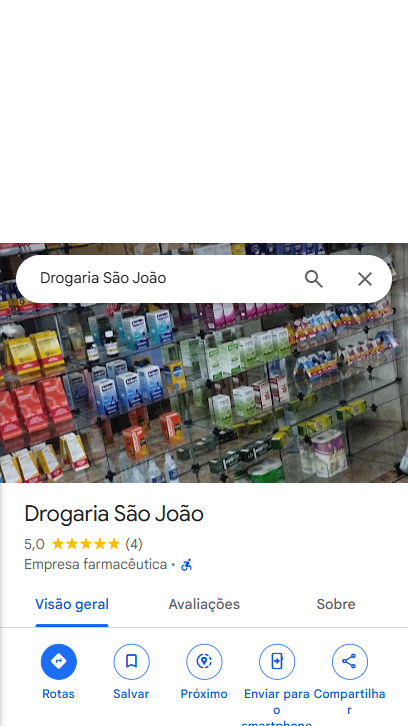 Drogaria São João
Drogaria São João
5,0 (4)
Empresa farmacêutica ·
Visão geral Avaliações Sobre
Rotas Salvar Próximo Enviar para o smartphone Compartilhar